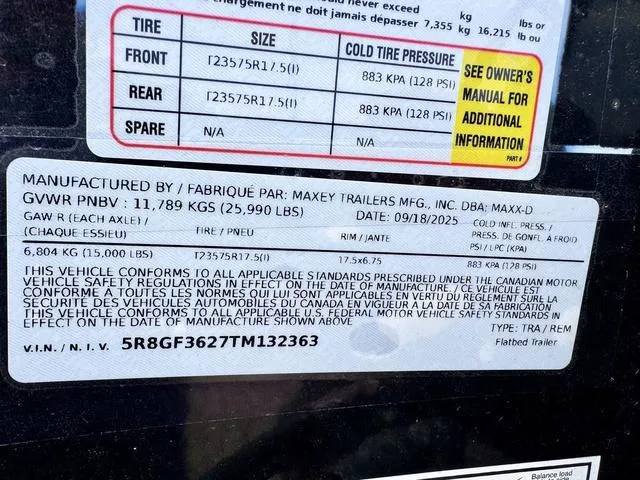 never exceed kg lbs or
chargement ne doit jamais dépasser 7,355 kg 16,215 lb ou
TIRE SIZE COLD TIRE PRESSURE
FRONT T23575R17.5(I) 883 KPA (128 PSI)
REAR T23575R17.5(I) 883 KPA (128 PSI)
SPARE N/A N/A
SEE OWNER'S
MANUAL FOR
ADDITIONAL
INFORMATION
PART #
MANUFACTURED BY / FABRIQUÉ PAR: MAXEY TRAILERS MFG., INC. DBA: MAXX-D
GVWR PNBV : 11,789 KGS (25,990 LBS) DATE: 09/18/2025
GAW R (EACH AXLE) / COLD INFL. PRESS. /
(CHAQUE ESSIEU) TIRE / PNEU RIM / JANTE PRESS. DE GONFL. A FROID
PSI / LPC (KPA)
6,804 KG (15,000 LBS) T23575R17.5(I) 17.5x6.75 883 KPA (128 PSI)
THIS VEHICLE CONFORMS TO ALL APPLICABLE STANDARDS PRESCRIBED UNDER THE CANADIAN MOTOR
VEHICLE SAFETY REGULATIONS IN EFFECT ON THE DATE OF MANUFACTURE. / CE VEHICULE EST
CONFORME A TOUTES LES NORMES QUI LUI SONT APPLICABLES EN VERTU DU REGLEMENT SUR LA
SECURITE DES VEHICULES AUTOMOBILES DU CANADA EN VIGUEUR A LA DATE DE SA FABRICATION
THIS VEHICLE CONFORMS TO ALL APPLICABLE U.S. FEDERAL MOTOR VEHICLE SAFETY STANDARDS IN
EFFECT ON THE DATE OF MANUFACTURE SHOWN ABOVE
TYPE: TRA / REM
V.I.N. / N. I. V. 5R8GF3627TM132363 Flatbed Trailer
Balance load